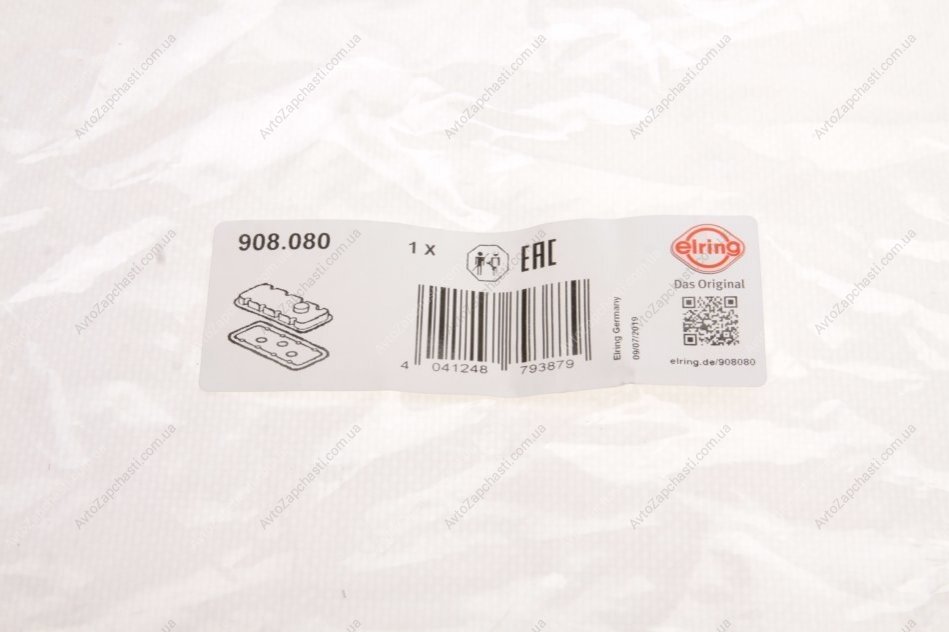 908.080
1 x
EAC
elring
Das Original
elring.de/908080
Elring Germany
09/07/2019
4 041248 793879
AvtoZapchasti.com.ua